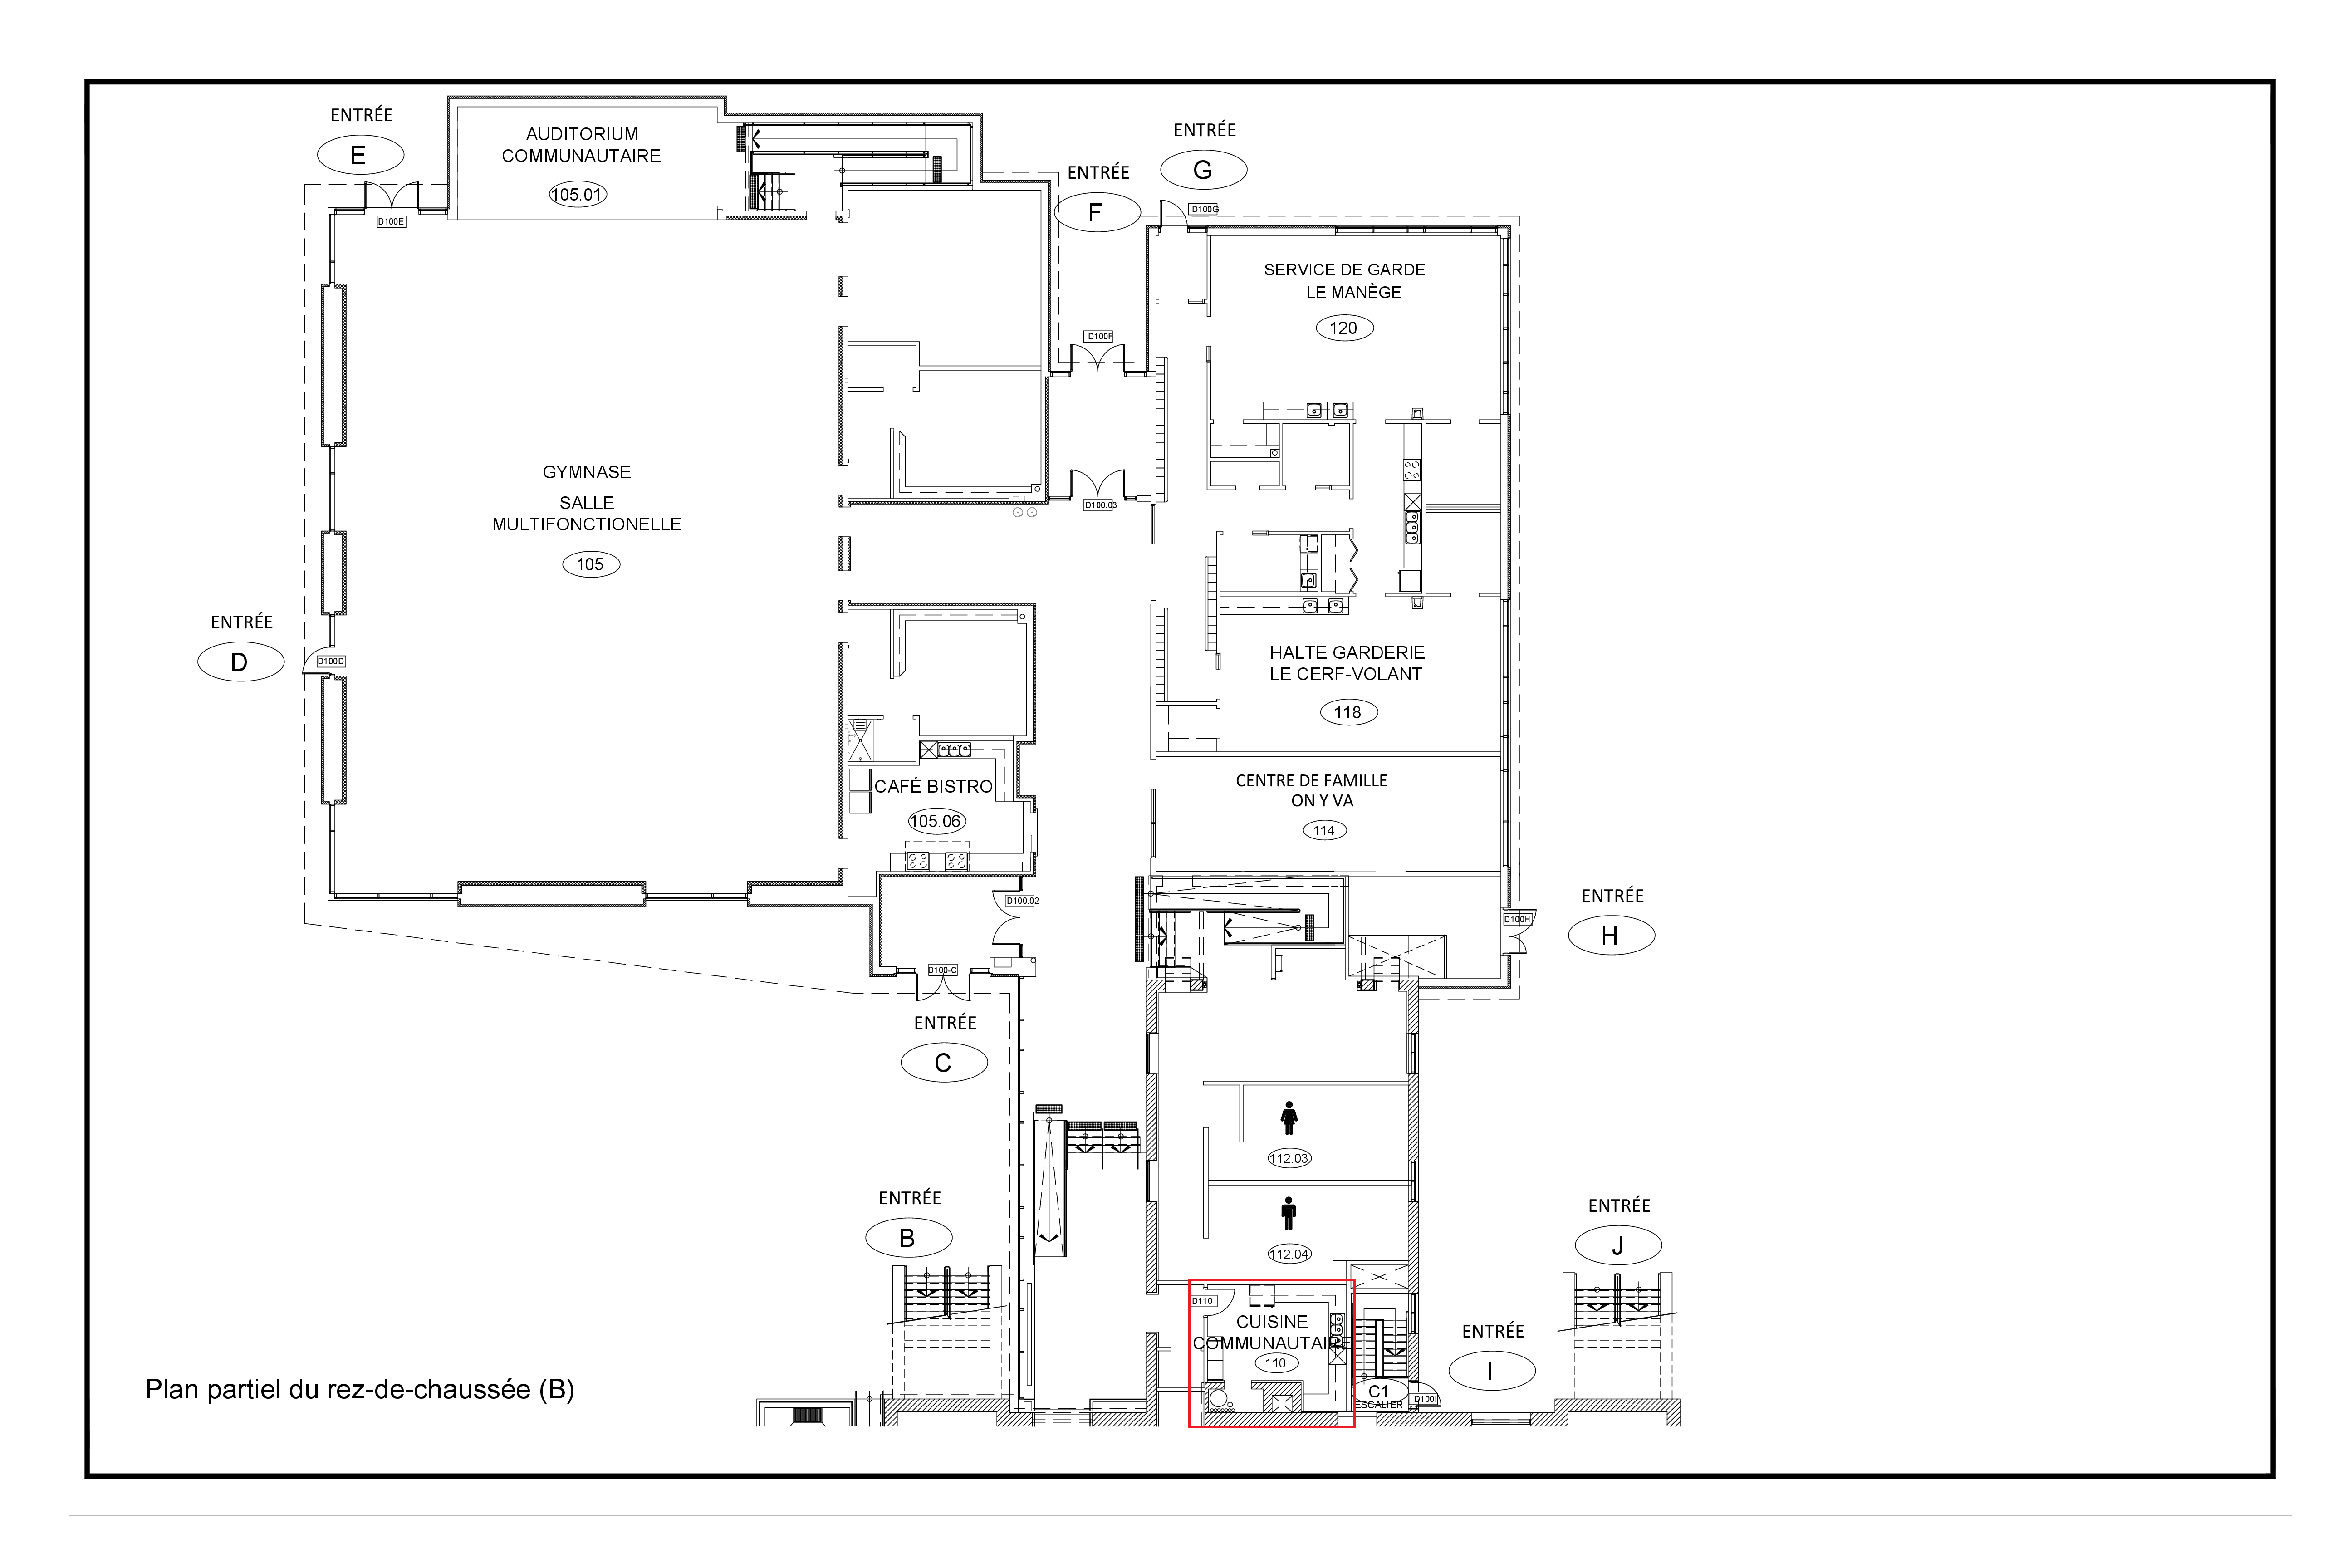 ENTRÉE
E
D100E
AUDITORIUM
COMMUNAUTAIRE
105.01
ENTRÉE
F
D100F
D100.03
ENTRÉE
G
D100G
SERVICE DE GARDE
LE MANÈGE
120
GYMNASE
SALLE
MULTIFONCTIONELLE
105
ENTRÉE
D
D100D
HALTE GARDERIE
LE CERF-VOLANT
118
CAFÉ BISTRO
105.06
CENTRE DE FAMILLE
ON Y VA
114
D100.02
D100-C
ENTRÉE
C
ENTRÉE
H
D100H
112.03
112.04
ENTRÉE
B
ENTRÉE
J
D110
CUISINE
COMMUNAUTAIRE
110
C1
ESCALIER
D100I
ENTRÉE
I
Plan partiel du rez-de-chaussée (B)